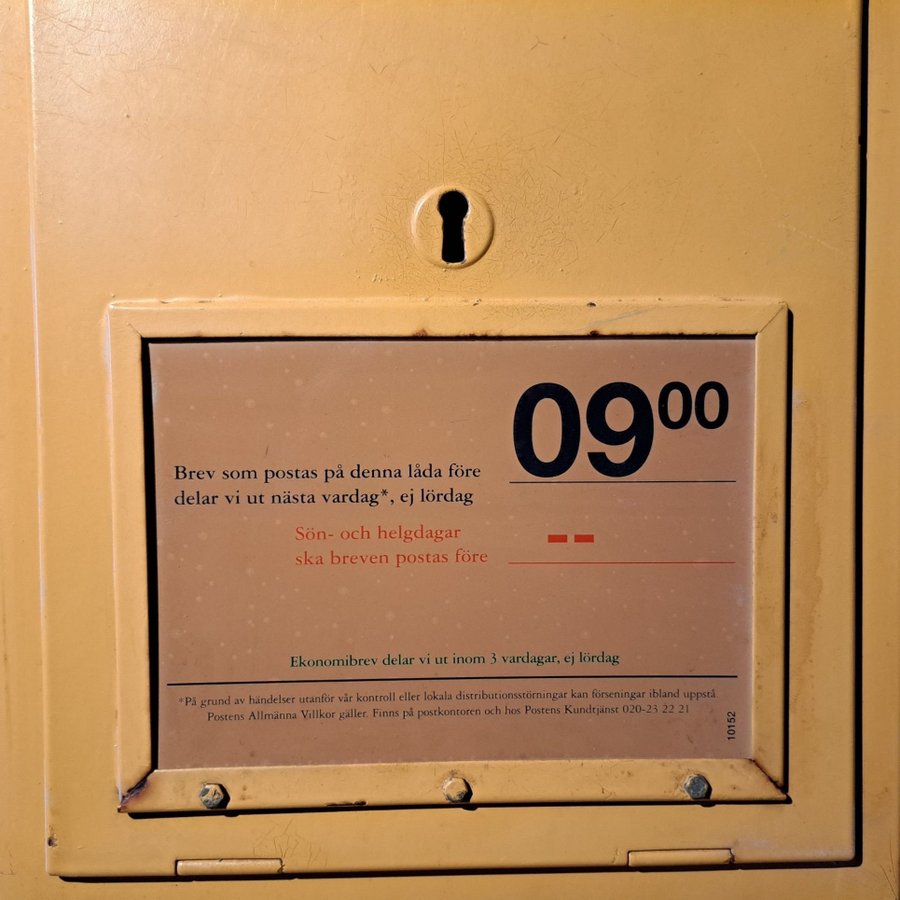 09⁰⁰
Brev som postas på denna låda före
delar vi ut nästa vardag*, ej lördag
Sön- och helgdagar
ska breven postas före --
Ekonomibrev delar vi ut inom 3 vardagar, ej lördag
*På grund av händelser utanför vår kontroll eller lokala distributionsstörningar kan förseningar ibland uppstå.
Postens Allmänna Villkor gäller. Finns på postkontoren och hos Postens Kundtjänst 020-23 22 21
10152